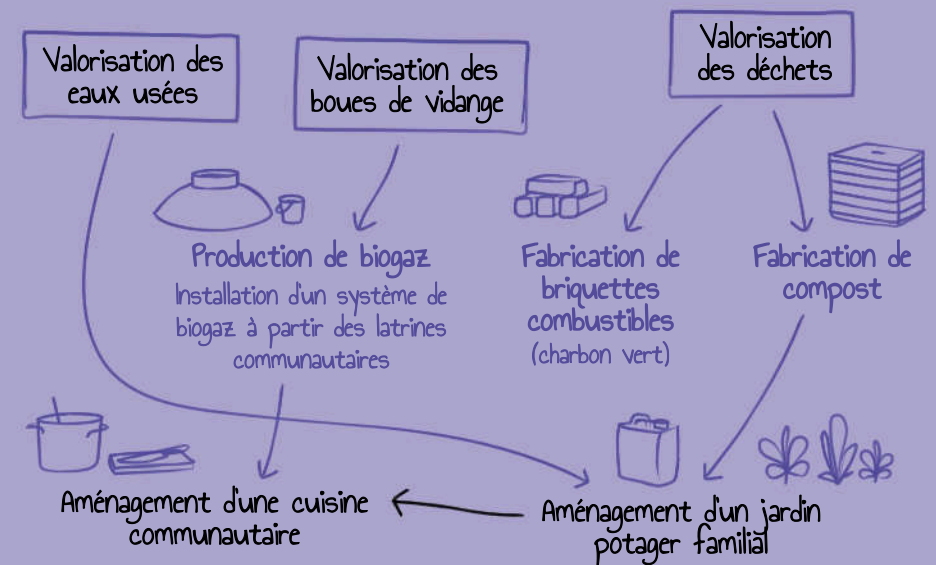 Valorisation des
eaux usées
Valorisation des
boues de vidange
Valorisation
des déchets
Production de biogaz
Installation d'un système de
biogaz à partir des latrines
communautaires
Fabrication de
briquettes
combustibles
(charbon vert)
Fabrication de
compost
Aménagement d'une cuisine
communautaire
Aménagement d'un jardin
potager familial